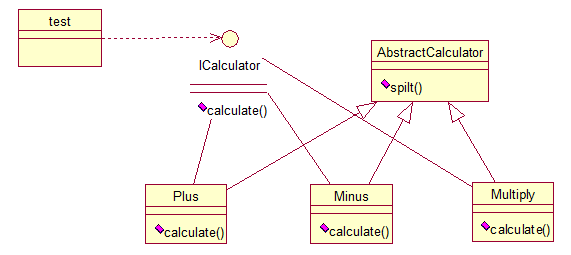 test
ICalculator
calculate()
AbstractCalculator
spilt()
Plus
calculate()
Minus
calculate()
Multiply
calculate()